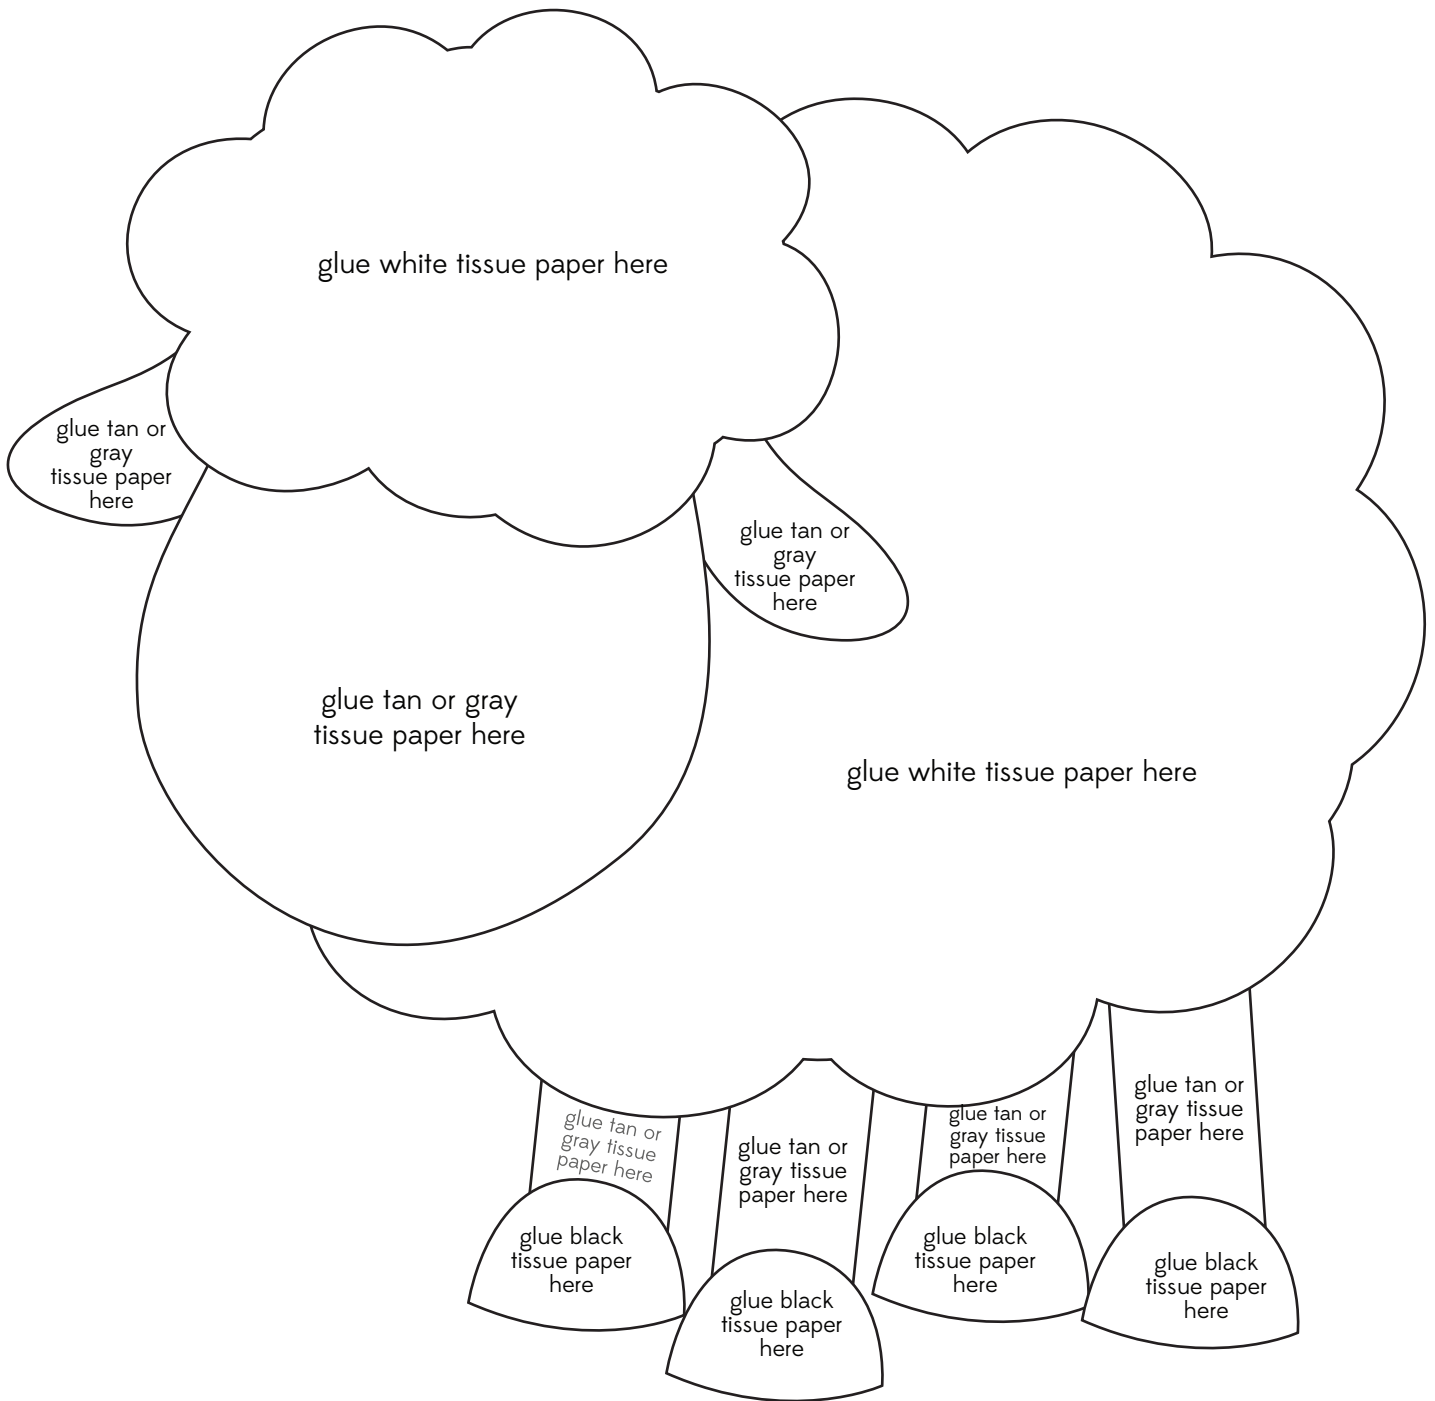 glue white tissue paper here
glue tan or
gray
tissue paper
here
glue tan or
gray
tissue paper
here
glue tan or gray
tissue paper here
glue white tissue paper here
glue tan or
gray tissue
paper here
glue tan or
gray tissue
paper here
glue tan or
gray tissue
paper here
glue tan or
gray tissue
paper here
glue black
tissue paper
here
glue black
tissue paper
here
glue black
tissue paper
here
glue black
tissue paper
here